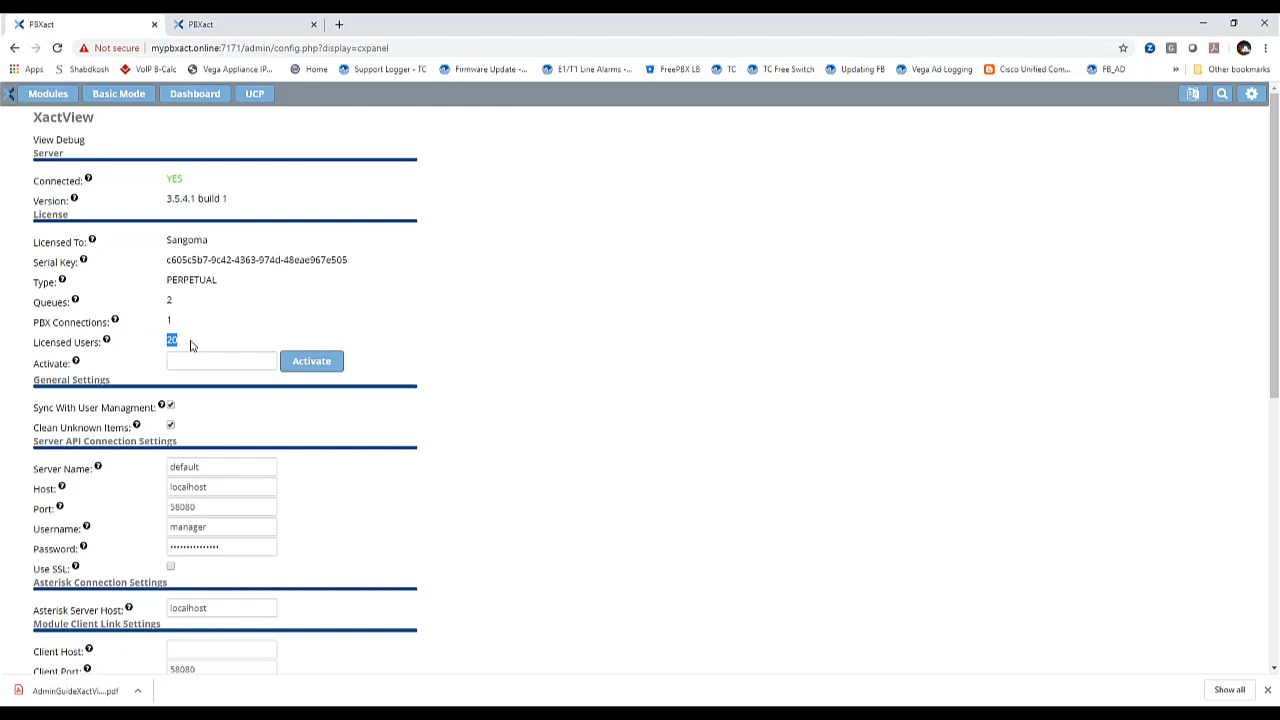 PBXact
PBXact
Not secure mypbxact.online:7171/admin/config.php?display=cxpanel
Apps Shabdkosh VoIP B-Calc Vega Appliance IP... Home Support Logger - TC Firmware Update -... E1/T1 Line Alarms -... FreePBX LB TC TC Free Switch Updating FB Vega Ad Logging Cisco Unified Com... FB_AD » Other bookmarks
Modules Basic Mode Dashboard UCP
XactView
View Debug
Server
Connected: YES
Version: 3.5.4.1 build 1
License
Licensed To: Sangoma
Serial Key: c605c5b7-9c42-4363-974d-48eae967e505
Type: PERPETUAL
Queues: 2
PBX Connections: 1
Licensed Users: 20
Activate: Activate
General Settings
Sync With User Managment:
Clean Unknown Items:
Server API Connection Settings
Server Name: default
Host: localhost
Port: 58080
Username: manager
Password: •••••••••••••••
Use SSL:
Asterisk Connection Settings
Asterisk Server Host: localhost
Module Client Link Settings
Client Host:
Client Port: 58080
AdminGuideXactVi....pdf Show all